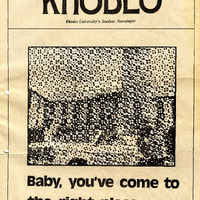 RHODEO
Rhodes University's Student Newspaper
Baby, you've come to
the right place